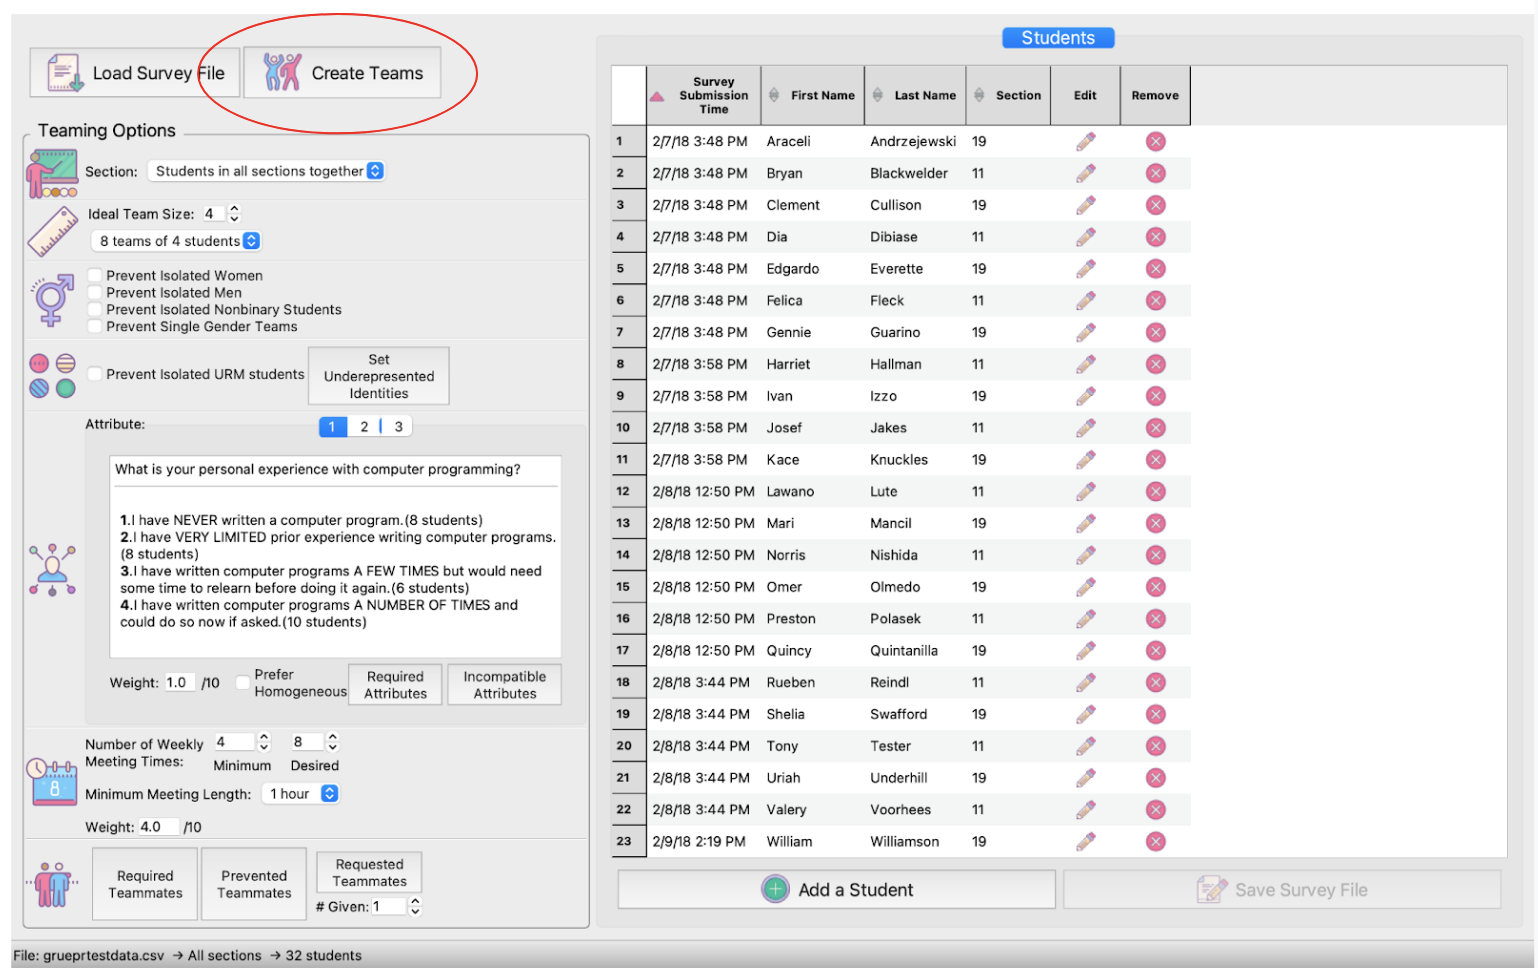 Load Survey File
Create Teams
Teaming Options
Section: Students in all sections together
Ideal Team Size: 4
8 teams of 4 students
Prevent Isolated Women
Prevent Isolated Men
Prevent Isolated Nonbinary Students
Prevent Single Gender Teams
Prevent Isolated URM students
Set
Underepresented
Identities
Attribute: 1 2 3
What is your personal experience with computer programming?
1.I have NEVER written a computer program.(8 students)
2.I have VERY LIMITED prior experience writing computer programs.
(8 students)
3.I have written computer programs A FEW TIMES but would need
some time to relearn before doing it again.(6 students)
4.I have written computer programs A NUMBER OF TIMES and
could do so now if asked.(10 students)
Weight: 1.0 /10
Prefer
Homogeneous
Required
Attributes
Incompatible
Attributes
Number of Weekly
Meeting Times:
4
Minimum
8
Desired
8
Minimum Meeting Length: 1 hour
Weight: 4.0 /10
Required
Teammates
Prevented
Teammates
Requested
Teammates
# Given: 1
Students
Survey
Submission
Time
First Name Last Name Section Edit Remove
1 2/7/18 3:48 PM Araceli Andrzejewski 19
2 2/7/18 3:48 PM Bryan Blackwelder 11
3 2/7/18 3:48 PM Clement Cullison 19
4 2/7/18 3:48 PM Dia Dibiase 11
5 2/7/18 3:48 PM Edgardo Everette 19
6 2/7/18 3:48 PM Felica Fleck 11
7 2/7/18 3:48 PM Gennie Guarino 19
8 2/7/18 3:58 PM Harriet Hallman 11
9 2/7/18 3:58 PM Ivan Izzo 19
10 2/7/18 3:58 PM Josef Jakes 11
11 2/7/18 3:58 PM Kace Knuckles 19
12 2/8/18 12:50 PM Lawano Lute 11
13 2/8/18 12:50 PM Mari Mancil 19
14 2/8/18 12:50 PM Norris Nishida 11
15 2/8/18 12:50 PM Omer Olmedo 19
16 2/8/18 12:50 PM Preston Polasek 11
17 2/8/18 12:50 PM Quincy Quintanilla 19
18 2/8/18 3:44 PM Rueben Reindl 11
19 2/8/18 3:44 PM Shelia Swafford 19
20 2/8/18 3:44 PM Tony Tester 11
21 2/8/18 3:44 PM Uriah Underhill 19
22 2/8/18 3:44 PM Valery Voorhees 11
23 2/9/18 2:19 PM William Williamson 19
Add a Student
Save Survey File
File: grueprtestdata.csv → All sections → 32 students